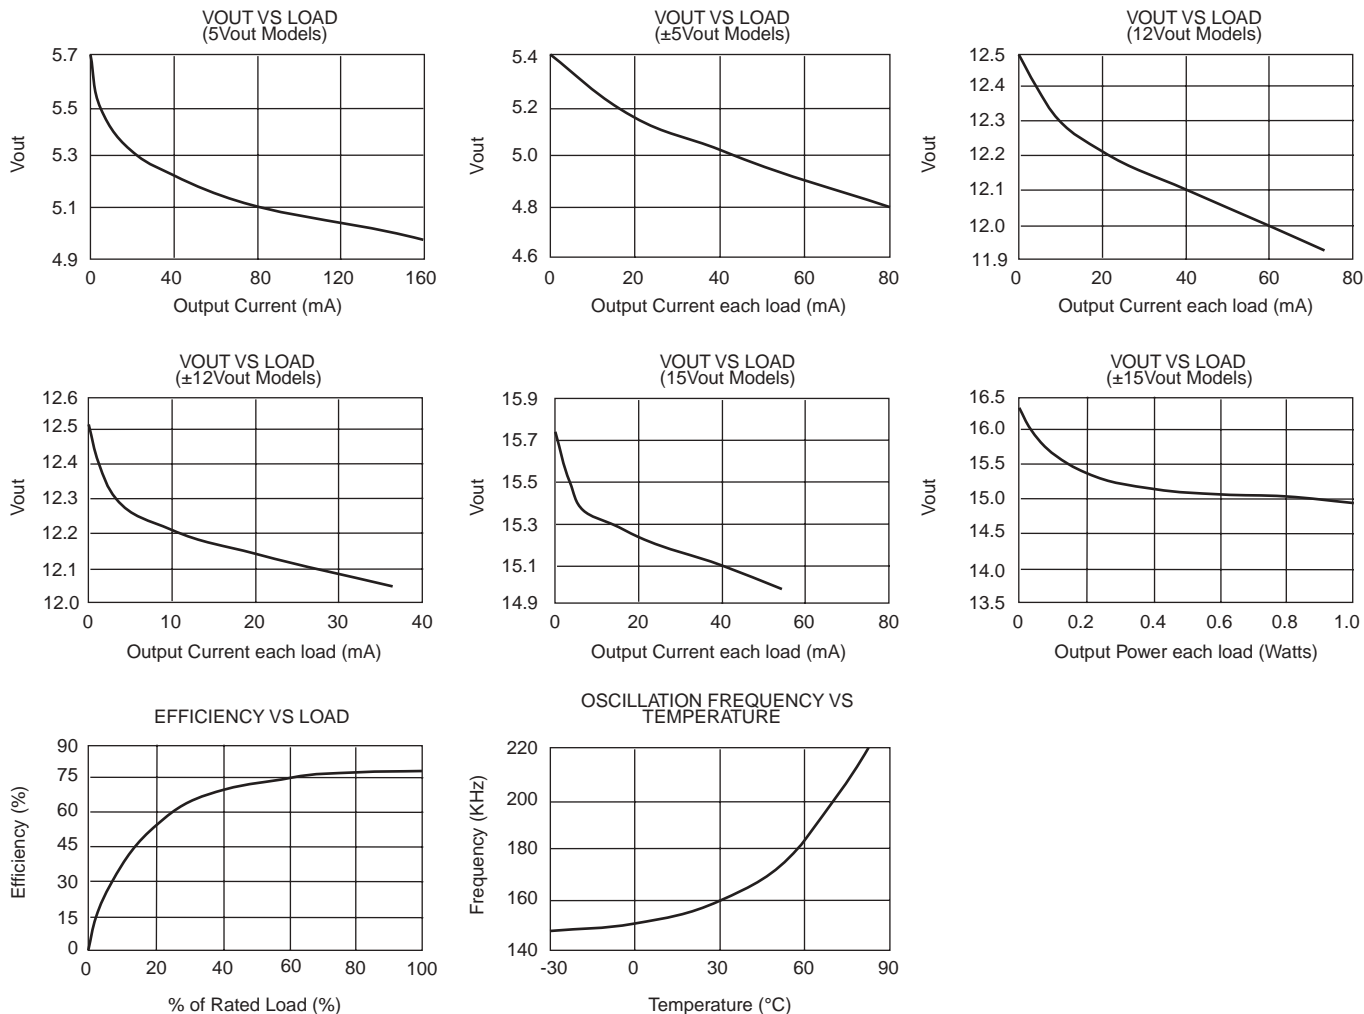 VOUT VS LOAD
(5Vout Models)
5.7
5.5
5.3
5.1
4.9
Vout
0 40 80 120 160
Output Current (mA)
VOUT VS LOAD
(±5Vout Models)
5.4
5.2
5.0
4.8
4.6
Vout
0 20 40 60 80
Output Current each load (mA)
VOUT VS LOAD
(12Vout Models)
12.5
12.4
12.3
12.2
12.1
12.0
11.9
Vout
0 20 40 60 80
Output Current each load (mA)
VOUT VS LOAD
(±12Vout Models)
12.6
12.5
12.4
12.3
12.2
12.1
12.0
Vout
0 10 20 30 40
Output Current each load (mA)
VOUT VS LOAD
(15Vout Models)
15.9
15.7
15.5
15.3
15.1
14.9
Vout
0 20 40 60 80
Output Current each load (mA)
VOUT VS LOAD
(±15Vout Models)
16.5
16.0
15.5
15.0
14.5
14.0
13.5
Vout
0 0.2 0.4 0.6 0.8 1.0
Output Power each load (Watts)
EFFICIENCY VS LOAD
90
75
60
45
30
15
0
Efficiency (%)
0 20 40 60 80 100
% of Rated Load (%)
OSCILLATION FREQUENCY VS
TEMPERATURE
220
200
180
160
140
Frequency (KHz)
-30 0 30 60 90
Temperature (°C)